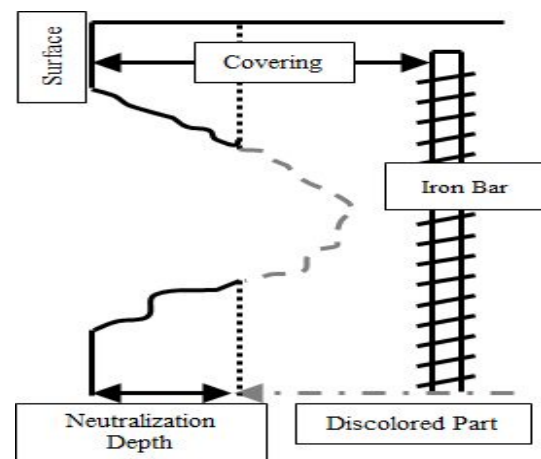 Surface
Covering
Iron Bar
Neutralization
Depth
Discolored Part